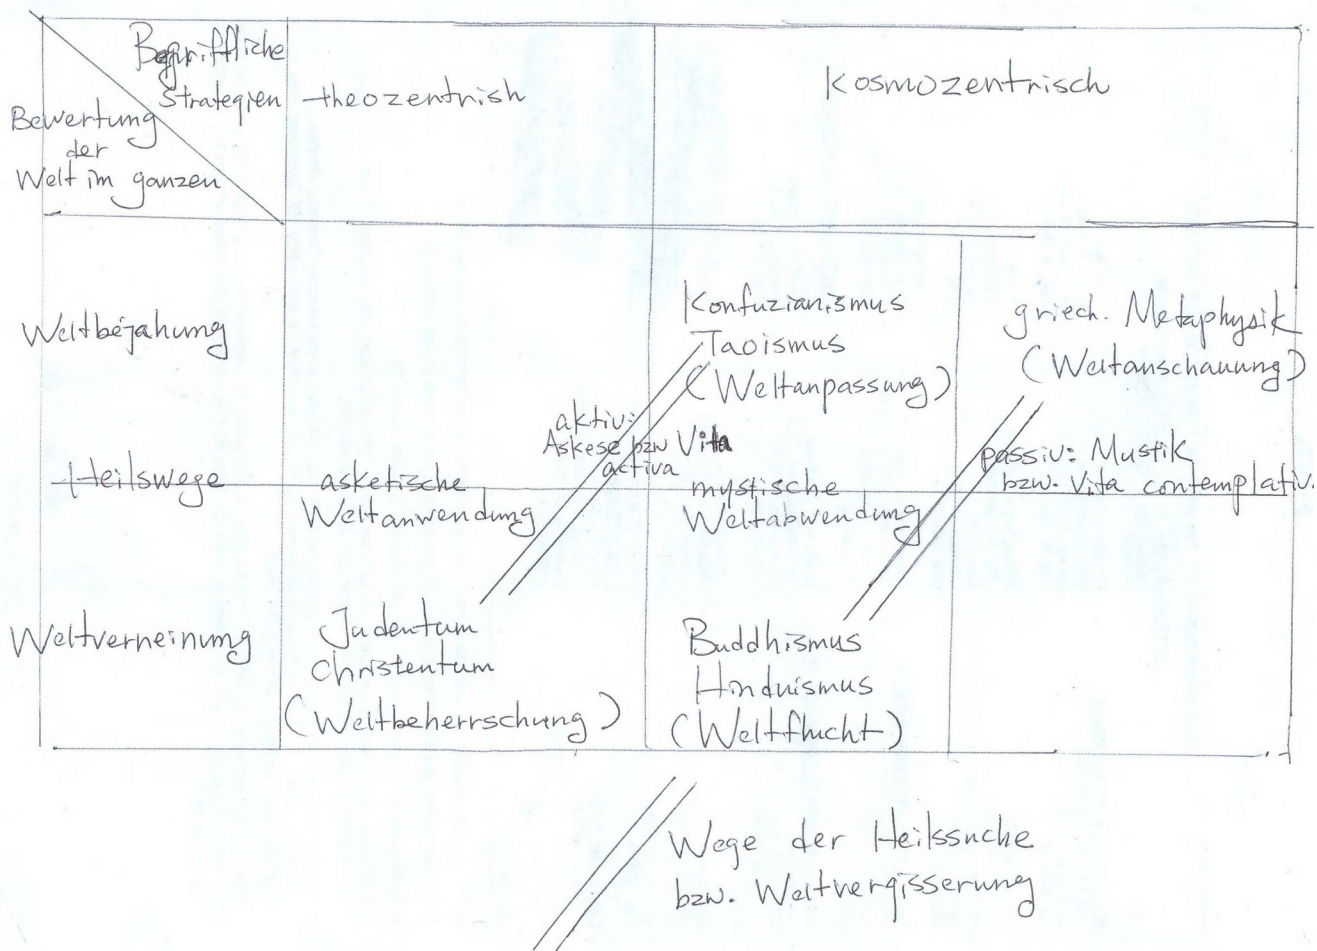 Begriffliche
Strategien
Bewertung
der
Welt im ganzen
theozentrish
Kosmozentrisch
Weltbejahung
Konfuzianismus
Taoismus
(Weltanpassung)
griech. Metaphysik
(Weltanschauung)
aktiv:
Askese bzw Vita
activa
passiv: Mustik
bzw. Vita contemplativ.
Heilswege
asketische
Weltanwendung
mystische
Weltabwendung
Weltverneinung
Judentum
Christentum
(Weltbeherrschung)
Buddhismus
Hinduismus
(Weltflucht)
Wege der Heilssuche
bzw. Weltvergisserung